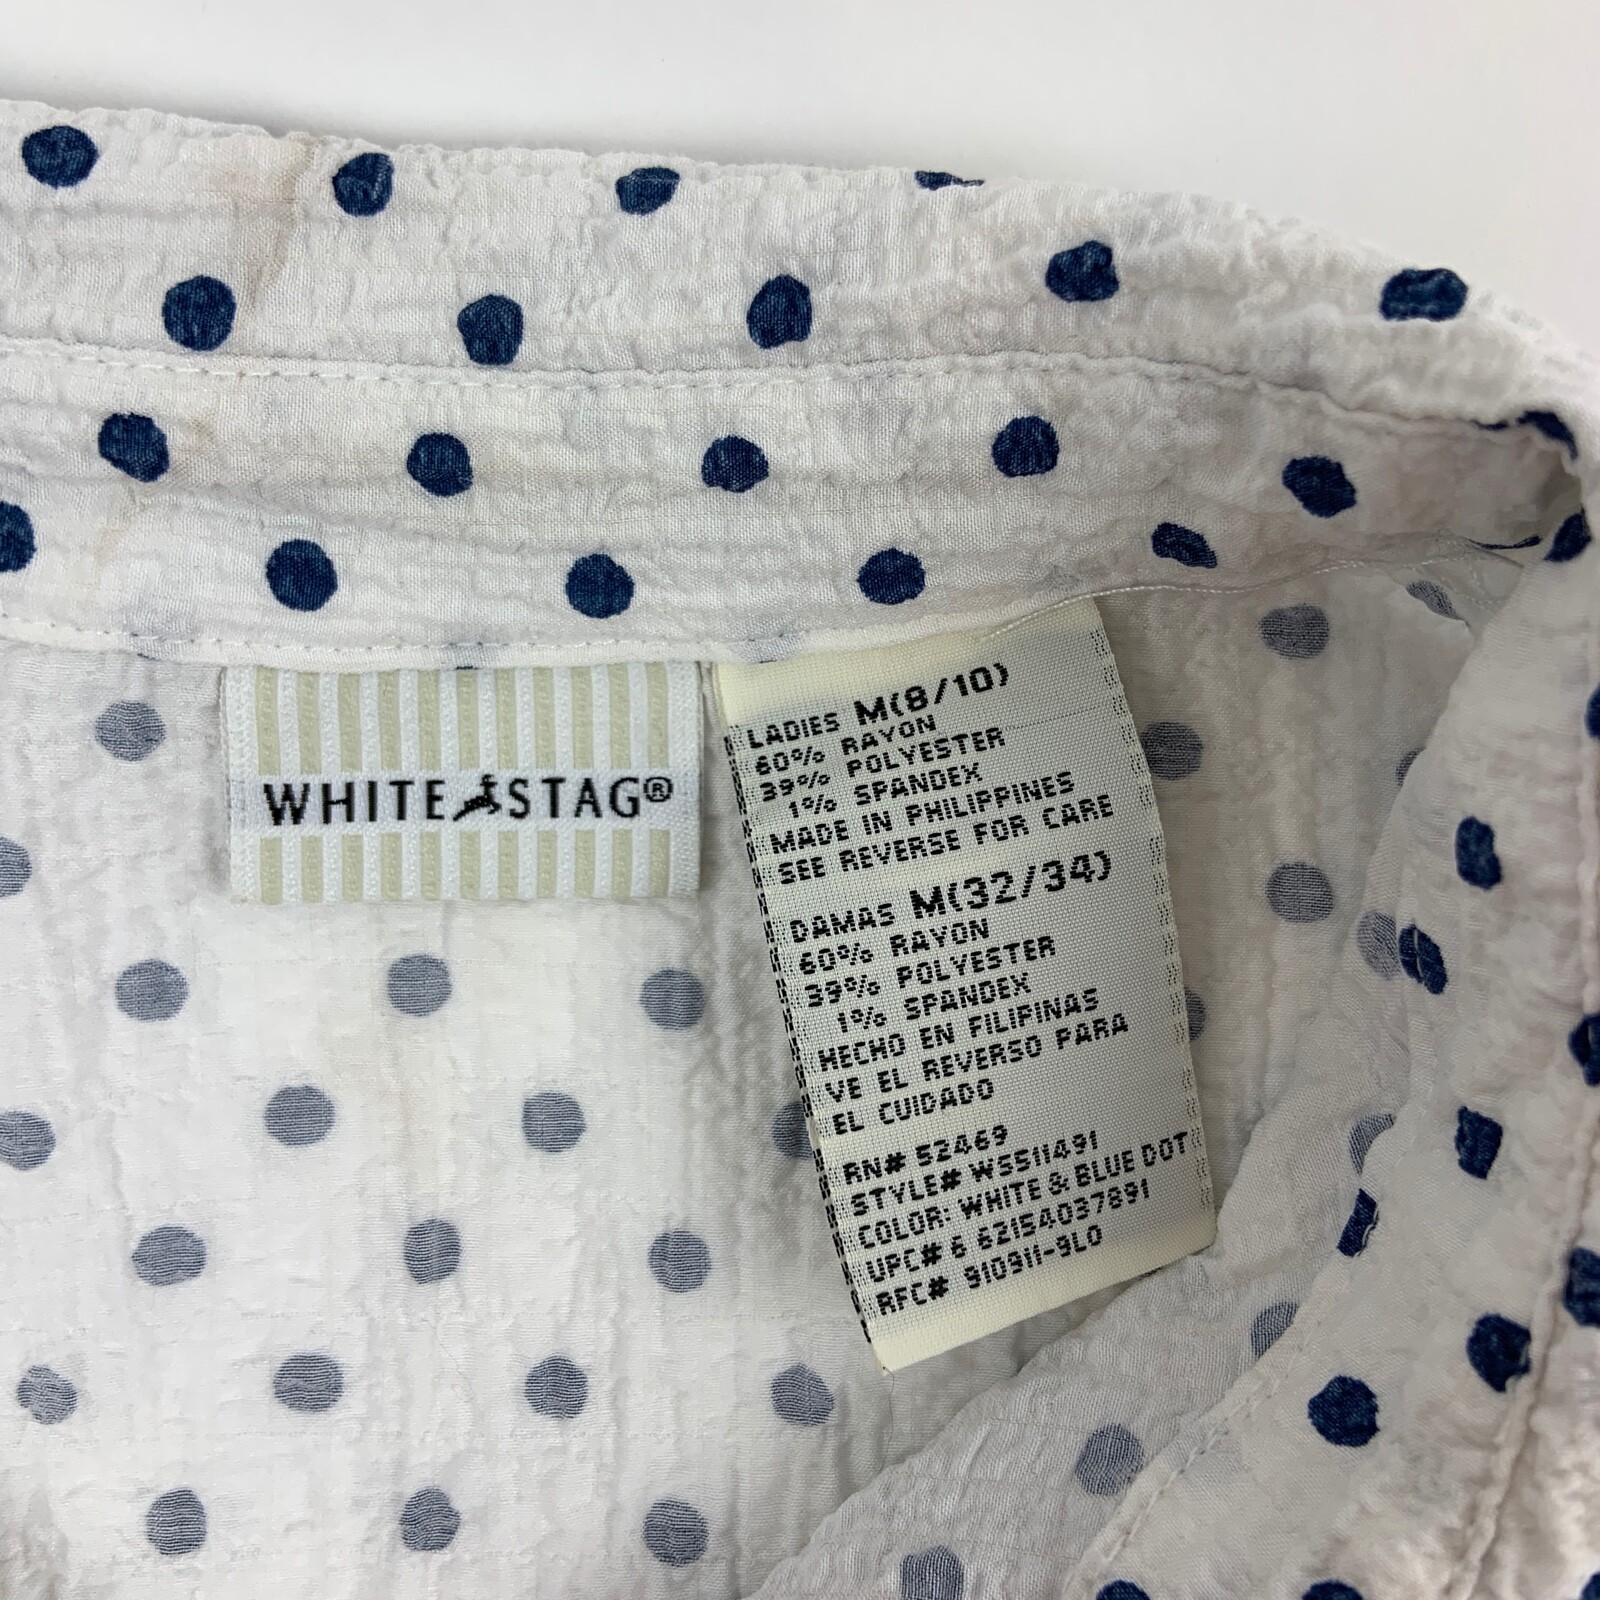 WHITE STAG®
LADIES M(8/10)
60% RAYON
39% POLYESTER
1% SPANDEX
MADE IN PHILIPPINES
SEE REVERSE FOR CARE
DAMAS M(32/34)
60% RAYON
39% POLYESTER
1% SPANDEX
HECHO EN FILIPINAS
VE EL REVERSO PARA
EL CUIDADO
RN# 52469
STYLE# WS511491
COLOR: WHITE & BLUE DOT
UPC# 6 62154037891
RFC# 910911-9L0